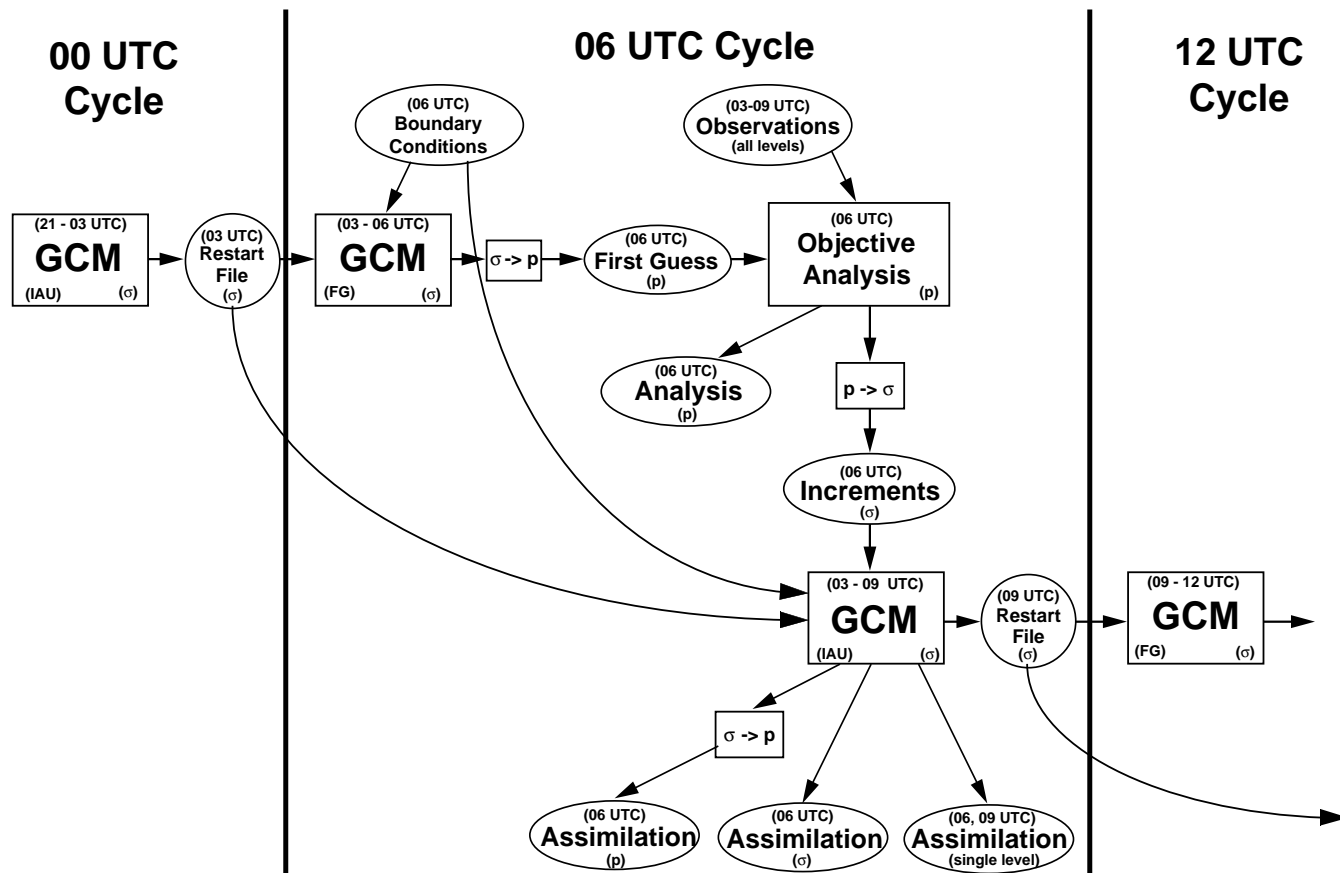 00 UTC
Cycle
06 UTC Cycle
12 UTC
Cycle
(06 UTC)
Boundary
Conditions
(03-09 UTC)
Observations
(all levels)
(21 - 03 UTC)
GCM
(IAU) (σ)
(03 UTC)
Restart
File
(σ)
(03 - 06 UTC)
GCM
(FG) (σ)
σ -> p
(06 UTC)
First Guess
(p)
(06 UTC)
Objective
Analysis
(p)
(06 UTC)
Analysis
(p)
p -> σ
(06 UTC)
Increments
(σ)
(03 - 09 UTC)
GCM
(IAU) (σ)
(09 UTC)
Restart
File
(σ)
(09 - 12 UTC)
GCM
(FG) (σ)
σ -> p
(06 UTC)
Assimilation
(p)
(06 UTC)
Assimilation
(σ)
(06, 09 UTC)
Assimilation
(single level)